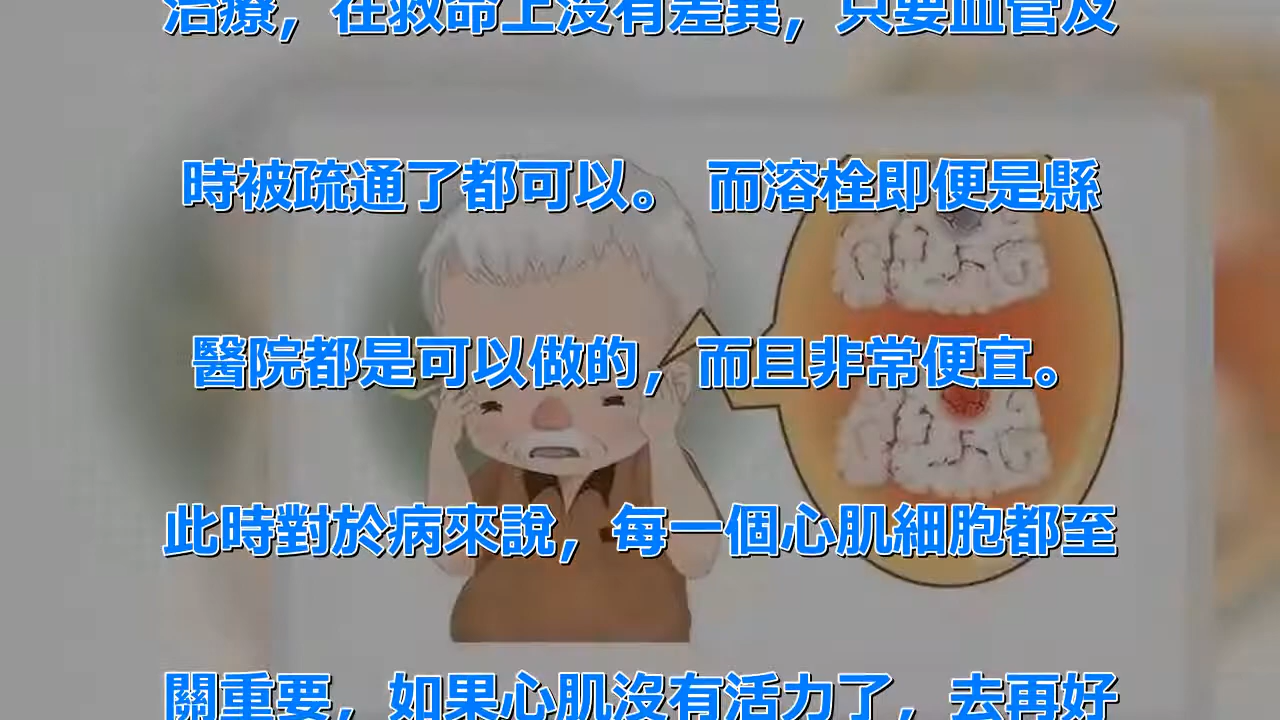 治療，在救命上沒有差異，只要血管及
時被疏通了都可以。 而溶栓即便是縣
醫院都是可以做的，而且非常便宜。
此時對於病來說，每一個心肌細胞都至
關重要，如果心肌沒有活力了，去再好